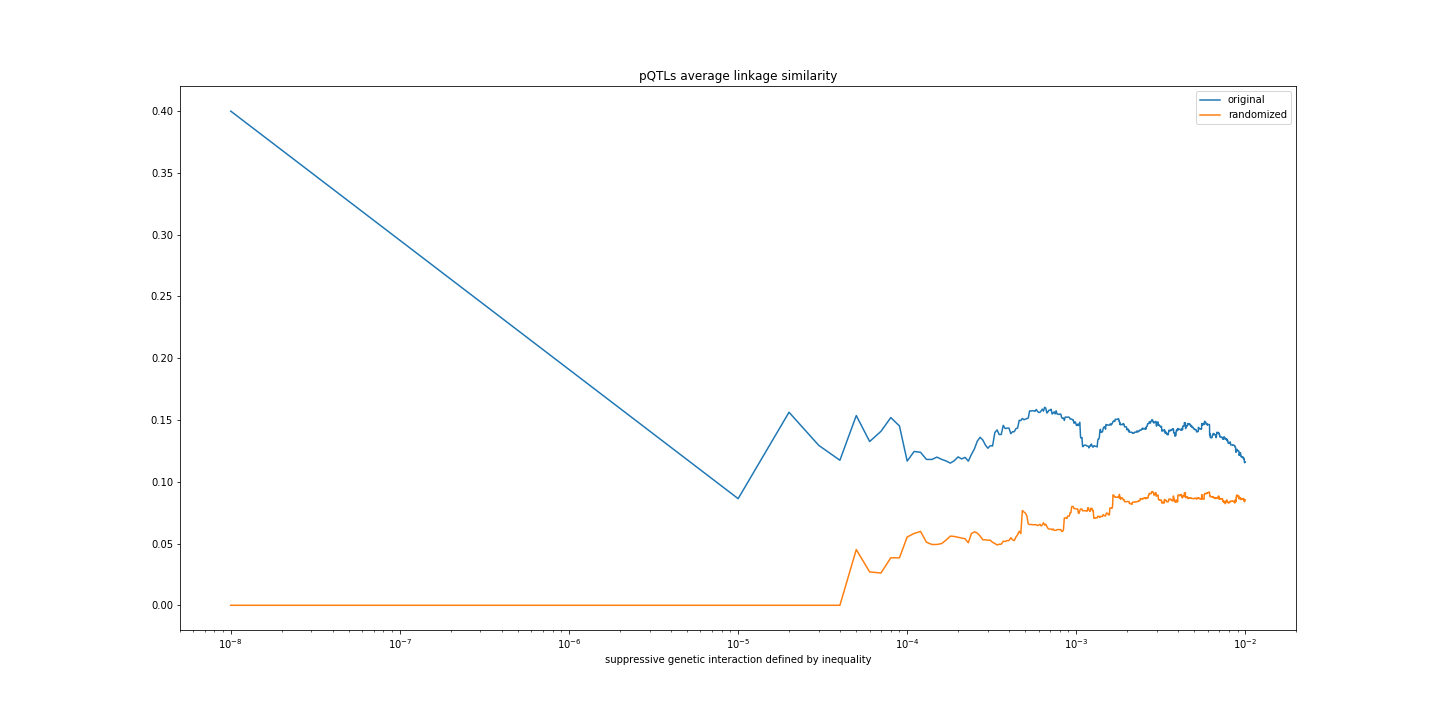 pQTLs average linkage similarity
original
randomized
0.40
0.35
0.30
0.25
0.20
0.15
0.10
0.05
0.00
10⁻⁸ 10⁻⁷ 10⁻⁶ 10⁻⁵ 10⁻⁴ 10⁻³ 10⁻²
suppressive genetic interaction defined by inequality